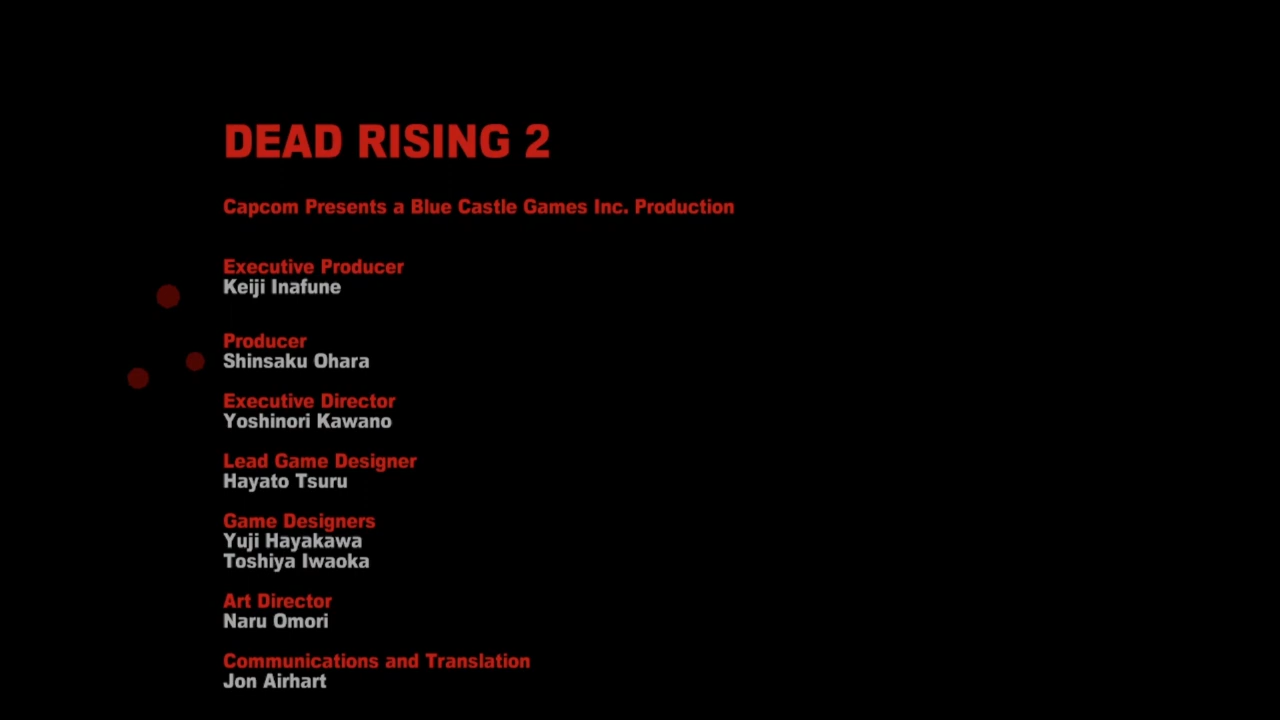 DEAD RISING 2
Capcom Presents a Blue Castle Games Inc. Production
Executive Producer
Keiji Inafune
Producer
Shinsaku Ohara
Executive Director
Yoshinori Kawano
Lead Game Designer
Hayato Tsuru
Game Designers
Yuji Hayakawa
Toshiya Iwaoka
Art Director
Naru Omori
Communications and Translation
Jon Airhart